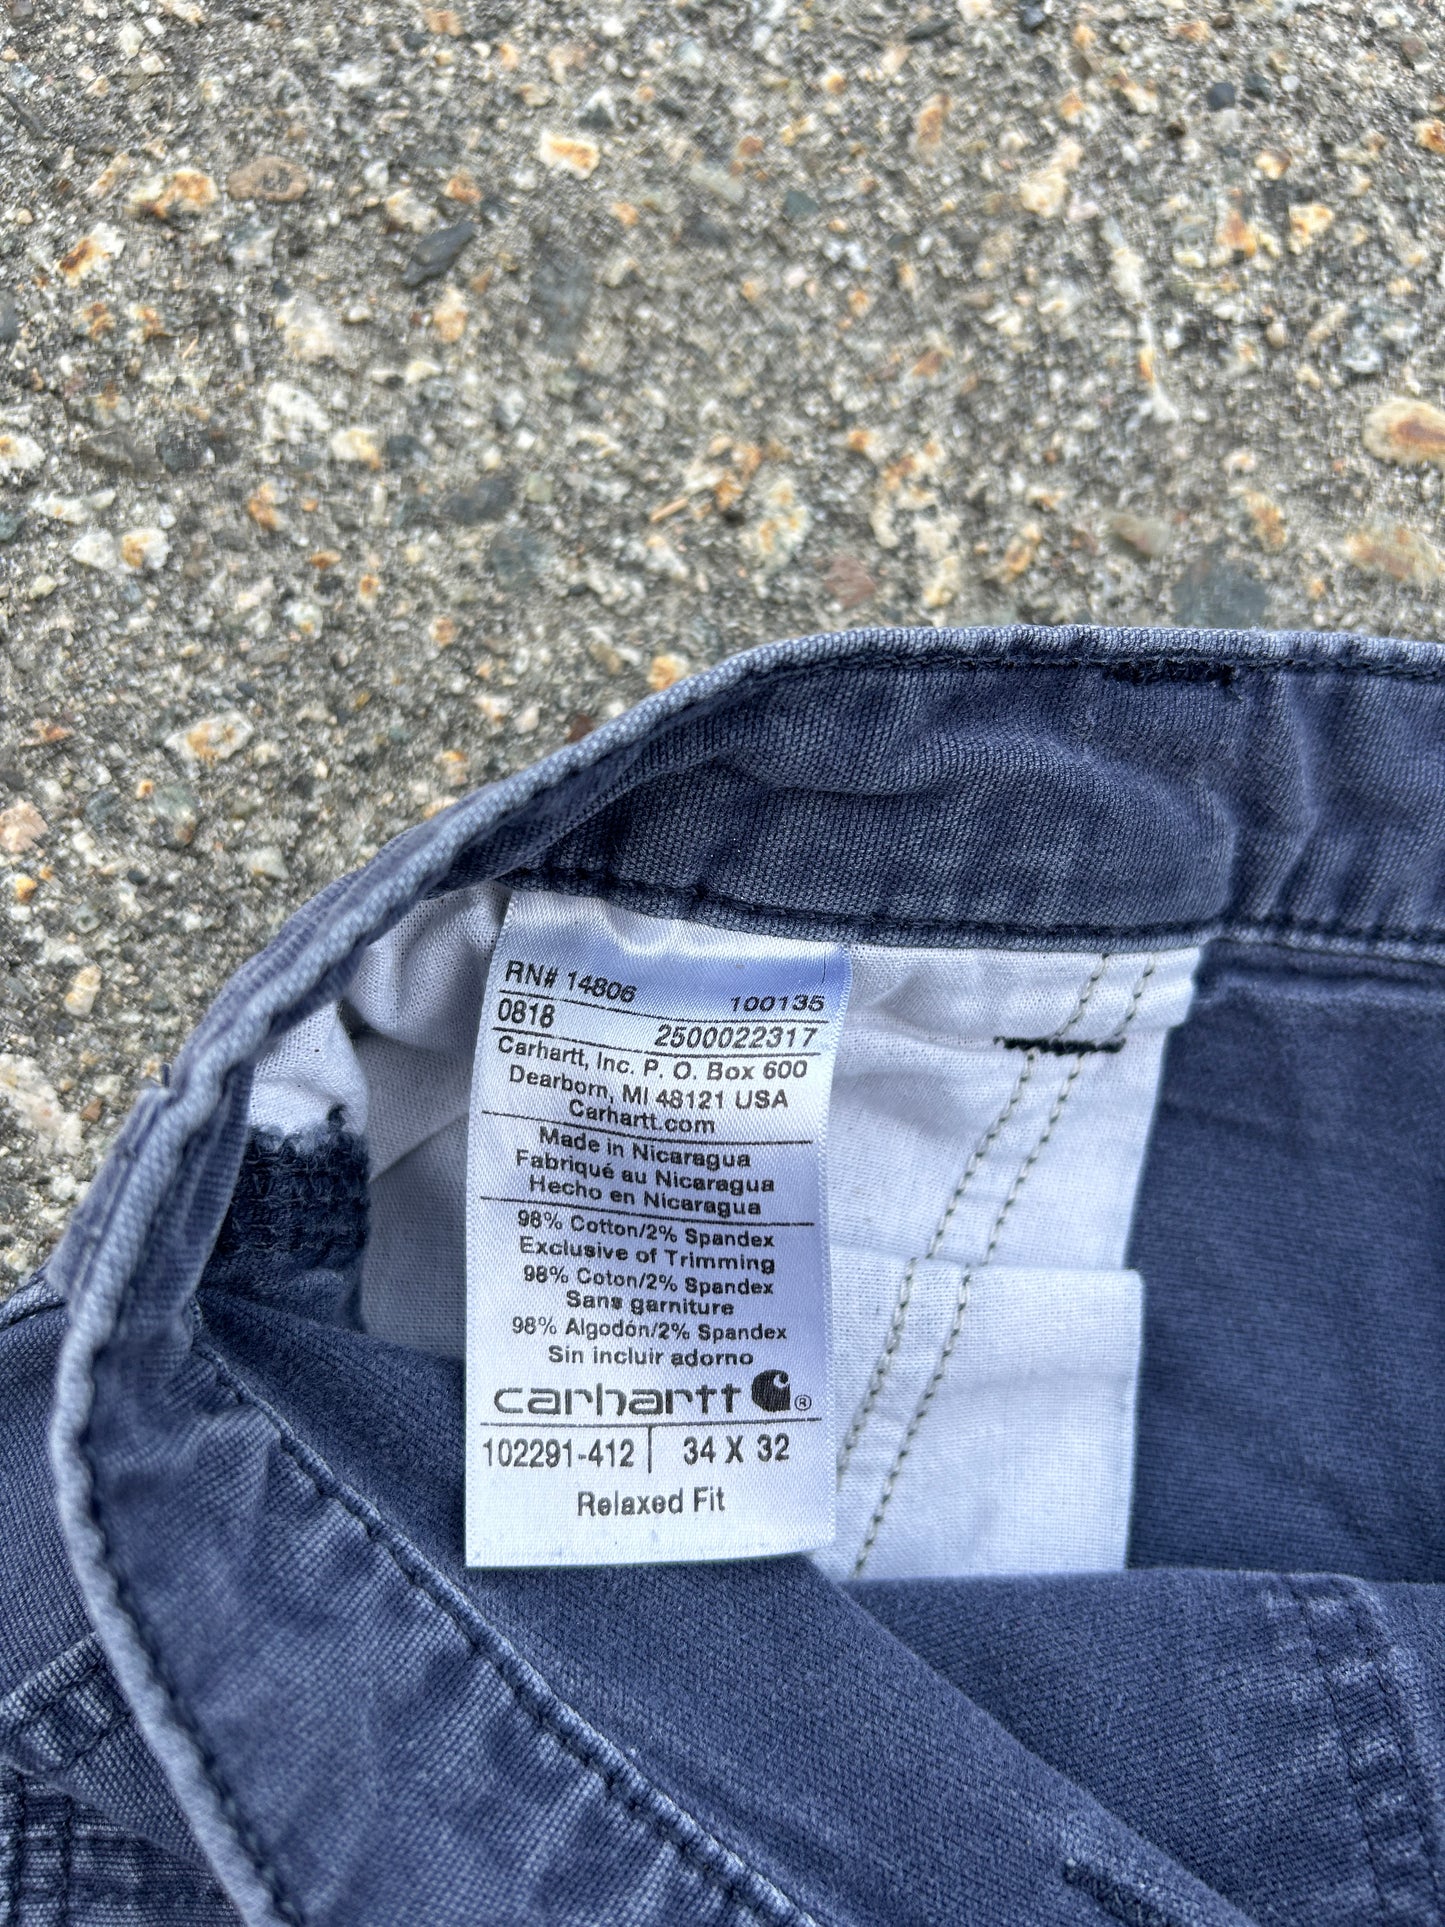 RN# 14806 100135
0818 2500022317
Carhartt, Inc. P. O. Box 600
Dearborn, MI 48121 USA
Carhartt.com
Made in Nicaragua
Fabriqué au Nicaragua
Hecho en Nicaragua
98% Cotton/2% Spandex
Exclusive of Trimming
98% Coton/2% Spandex
Sans garniture
98% Algodón/2% Spandex
Sin incluir adorno
carhartt ®
102291-412 34 X 32
Relaxed Fit